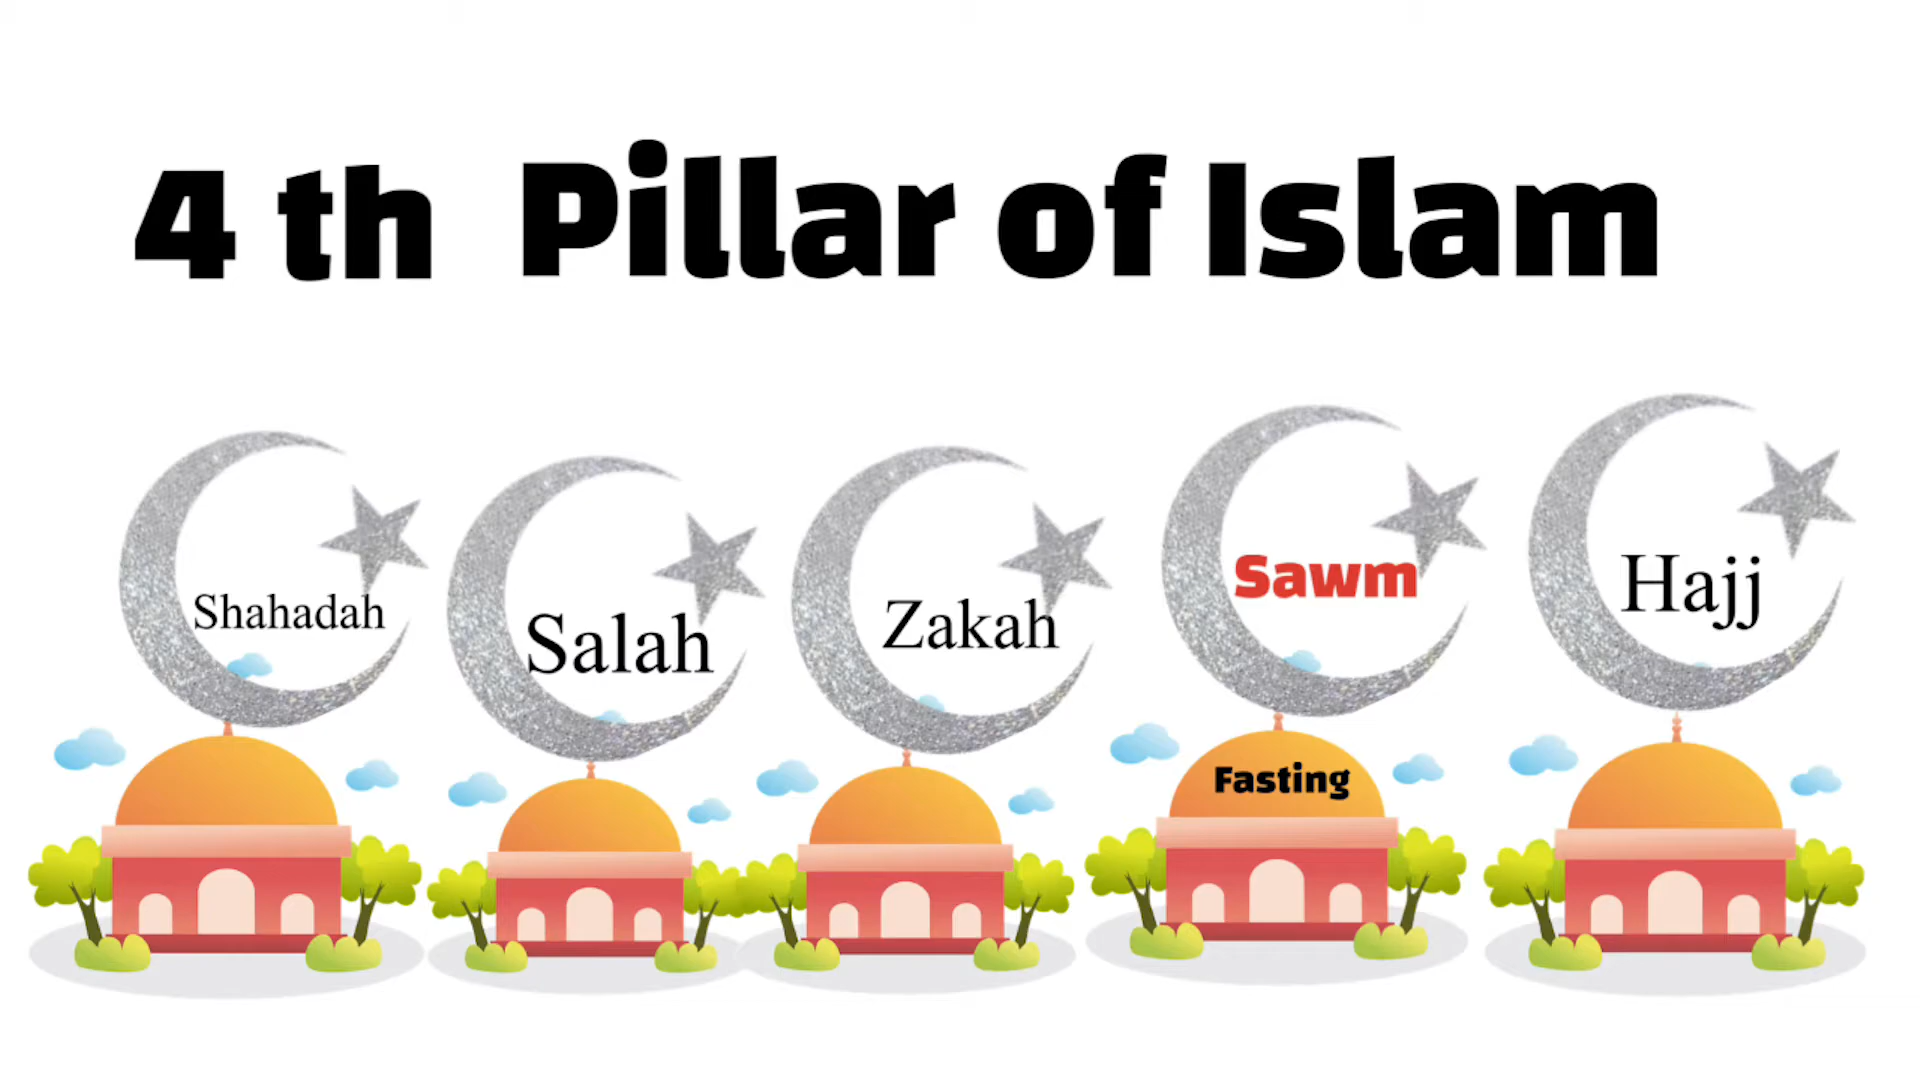 4 th Pillar of Islam
Shahadah
Salah
Zakah
Sawm
Hajj
Fasting